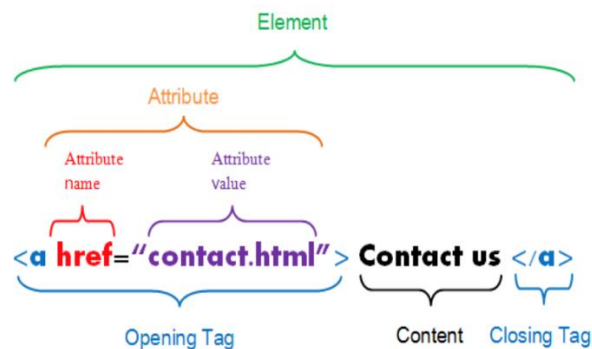 Element
Attribute
Attribute Attribute
name value
<a href=“contact.html”> Contact us </a>
Opening Tag Content Closing Tag